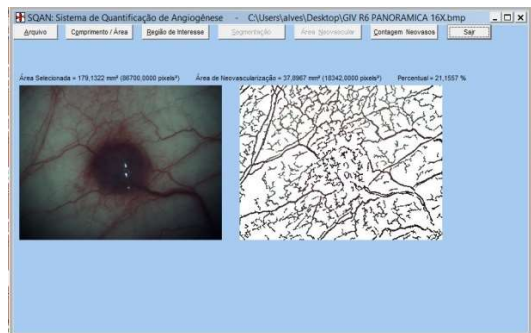 SQAN: Sistema de Quantificação de Angiogênese - C:\Users\alves\Desktop\GIV R6 PANORAMICA 16X.bmp
Arquivo Comprimento / Área Região de Interesse Segmentação Área Neovascular Contagem Neovasos Sair
Área Selecionada = 179,1322 mm² (86700,0000 pixels²) Área de Neovascularização = 37,8967 mm² (18342,0000 pixels²) Percentual = 21,1557 %